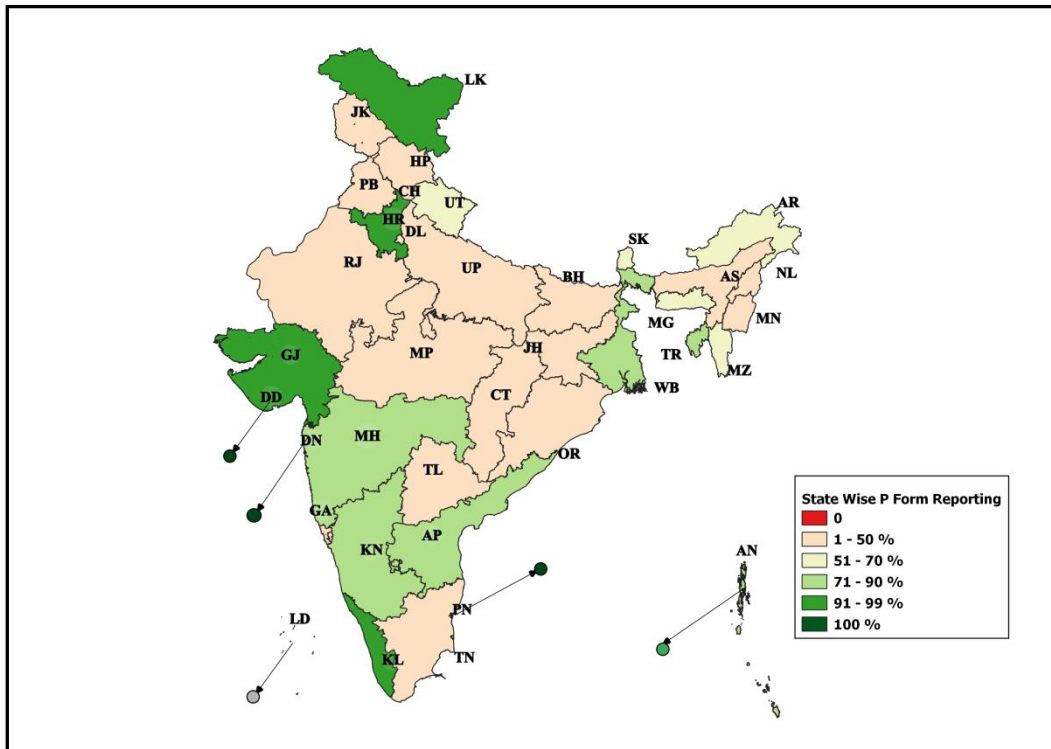 LK
JK
HP
PB
CH
UT
HR
DL
AR
SK
RJ
UP
BH
AS
NL
MG
MN
GJ
MP
JH
TR
MZ
DD
CT
WB
DN
MH
TL
OR
GA
KN
AP
AN
PN
LD
KL
TN
State Wise P Form Reporting
0
1 - 50 %
51 - 70 %
71 - 90 %
91 - 99 %
100 %